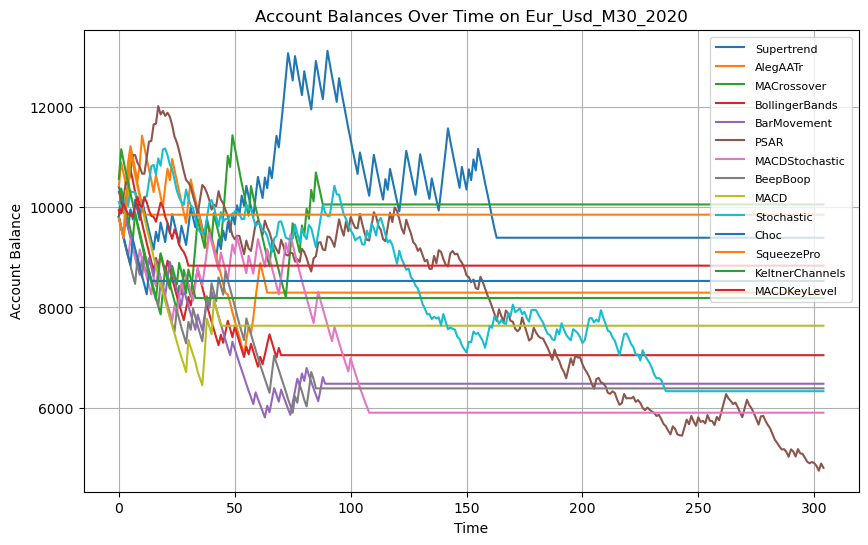 Account Balances Over Time on Eur_Usd_M30_2020
Account Balance
12000
10000
8000
6000
Supertrend
AlegAATr
MACrossover
BollingerBands
BarMovement
PSAR
MACDStochastic
BeepBoop
MACD
Stochastic
Choc
SqueezePro
KeltnerChannels
MACDKeyLevel
0
50
100
150
200
250
300
Time